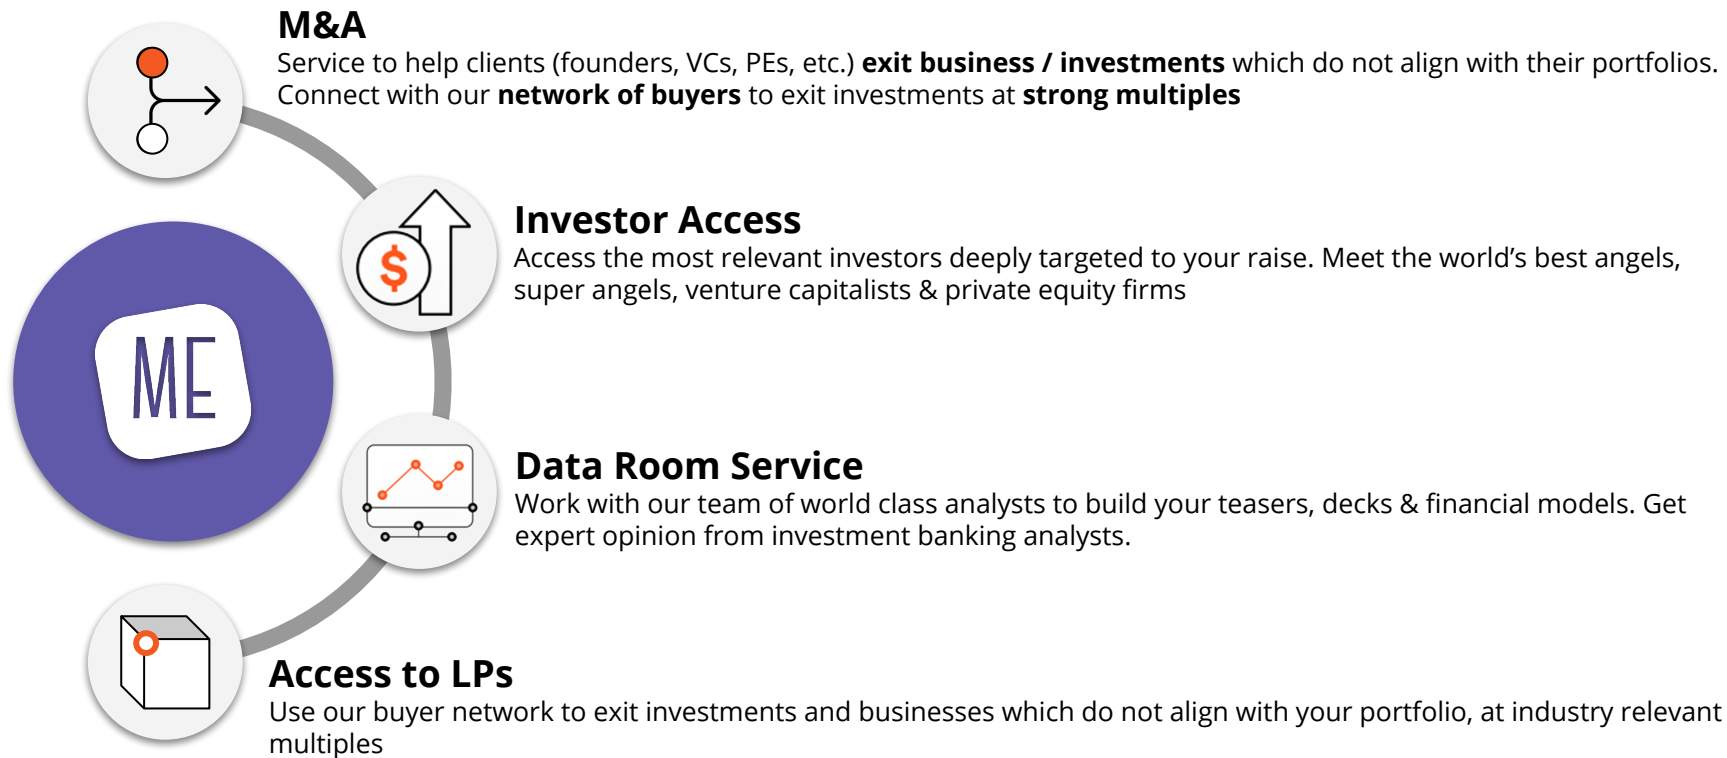 M&A
Service to help clients (founders, VCs, PEs, etc.) exit business / investments which do not align with their portfolios.
Connect with our network of buyers to exit investments at strong multiples
Investor Access
Access the most relevant investors deeply targeted to your raise. Meet the world’s best angels,
super angels, venture capitalists & private equity firms
$
ME
Data Room Service
Work with our team of world class analysts to build your teasers, decks & financial models. Get
expert opinion from investment banking analysts.
Access to LPs
Use our buyer network to exit investments and businesses which do not align with your portfolio, at industry relevant
multiples